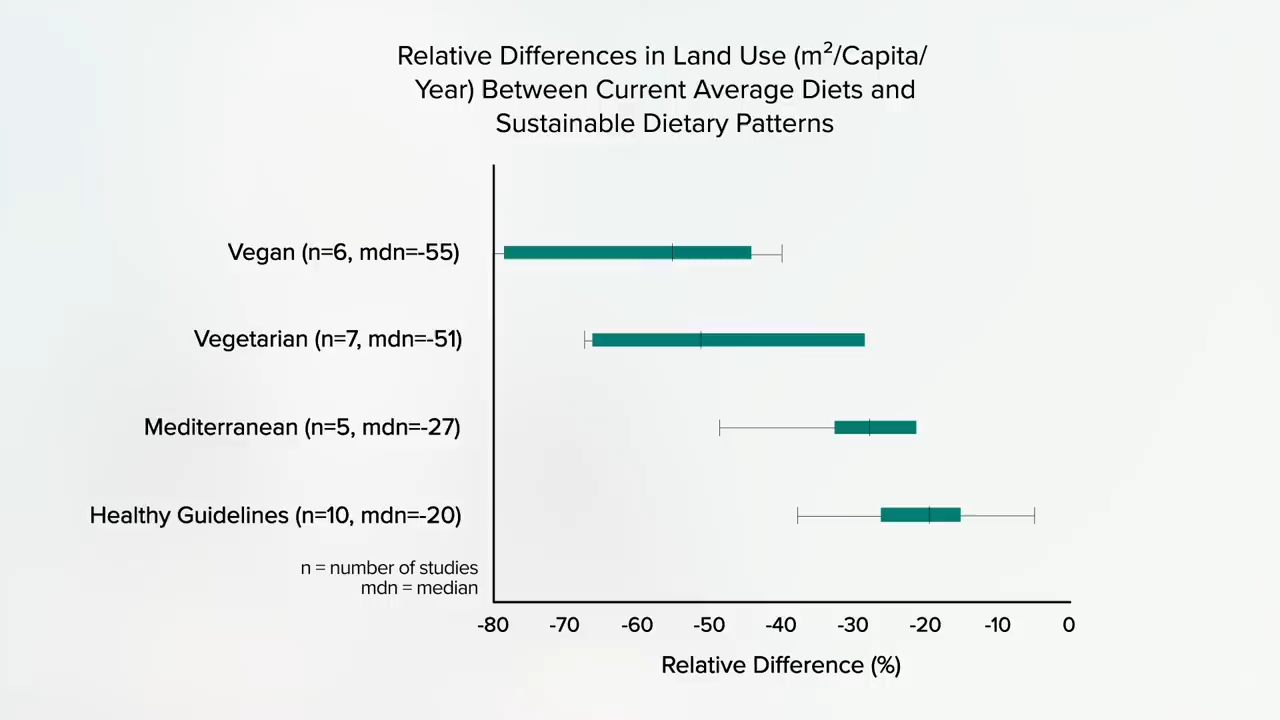 Relative Differences in Land Use (m²/Capita/
Year) Between Current Average Diets and
Sustainable Dietary Patterns
Vegan (n=6, mdn=-55)
Vegetarian (n=7, mdn=-51)
Mediterranean (n=5, mdn=-27)
Healthy Guidelines (n=10, mdn=-20)
n = number of studies
mdn = median
-80 -70 -60 -50 -40 -30 -20 -10 0
Relative Difference (%)